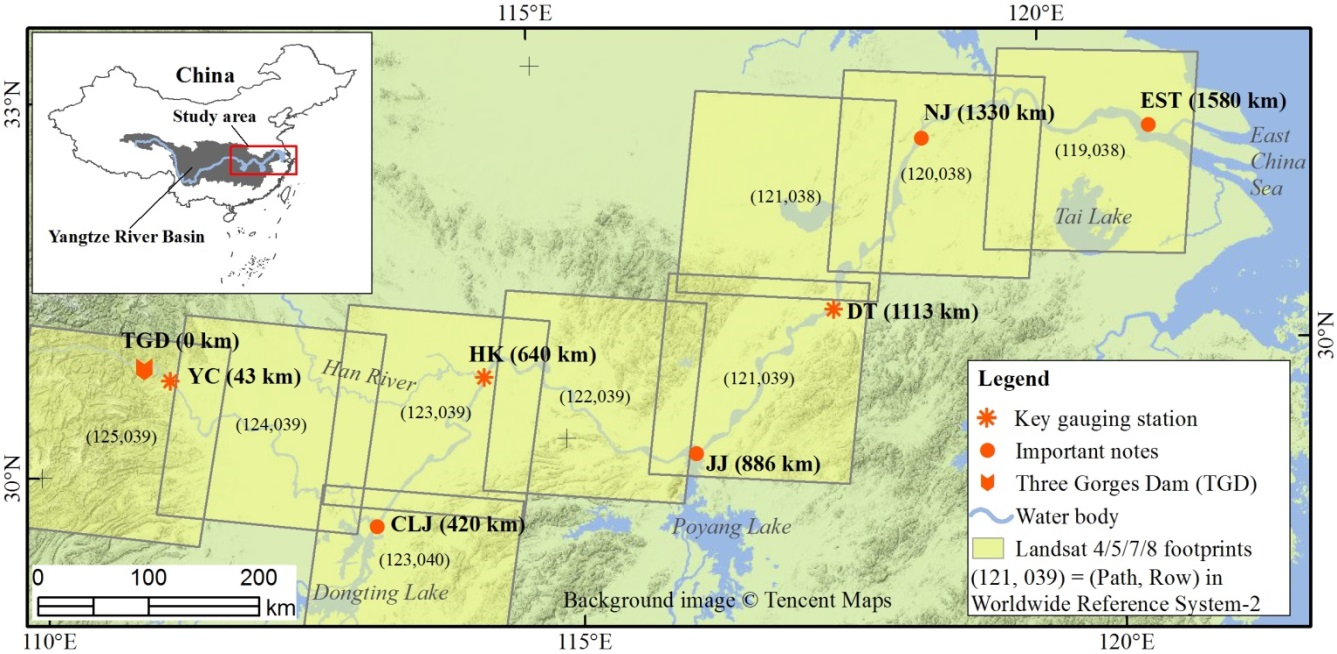 115°E
120°E
33°N
China
Study area
Yangtze River Basin
NJ (1330 km)
EST (1580 km)
East
China
Sea
(119,038)
(120,038)
(121,038)
Tai Lake
DT (1113 km)
30°N
TGD (0 km)
YC (43 km)
Han River
HK (640 km)
(125,039)
(124,039)
(123,039)
(122,039)
(121,039)
JJ (886 km)
30°N
CLJ (420 km)
(123,040)
Dongting Lake
Poyang Lake
Background image © Tencent Maps
0 100 200
km
Legend
Key gauging station
Important notes
Three Gorges Dam (TGD)
Water body
Landsat 4/5/7/8 footprints
(121, 039) = (Path, Row) in
Worldwide Reference System-2
110°E
115°E
120°E